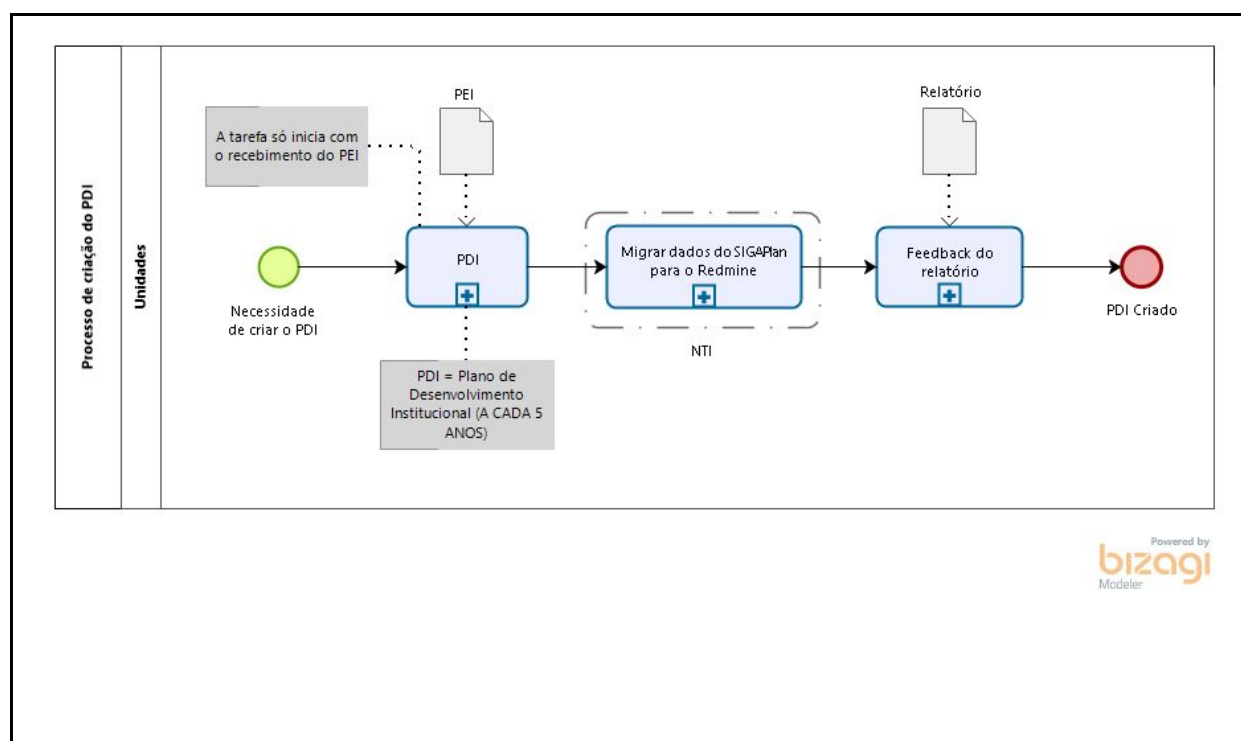 Processo de criação do PDI
Unidades
A tarefa só inicia com
o recebimento do PEI
PEI
Relatório
Necessidade
de criar o PDI
PDI
Migrar dados do SIGAPlan
para o Redmine
NTI
Feedback do
relatório
PDI Criado
PDI = Plano de
Desenvolvimento
Institucional (A CADA 5
ANOS)
Powered by
bizagi
Modeler